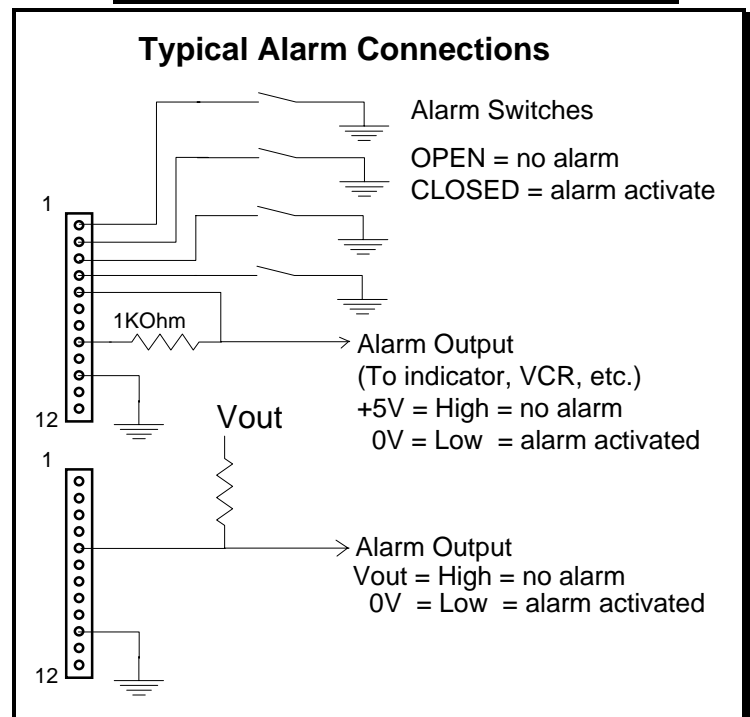 Typical Alarm Connections
Alarm Switches
OPEN = no alarm
CLOSED = alarm activate
1
1KOhm
Alarm Output
(To indicator, VCR, etc.)
+5V = High = no alarm
0V = Low = alarm activated
12
Vout
1
Alarm Output
Vout = High = no alarm
0V = Low = alarm activated
12